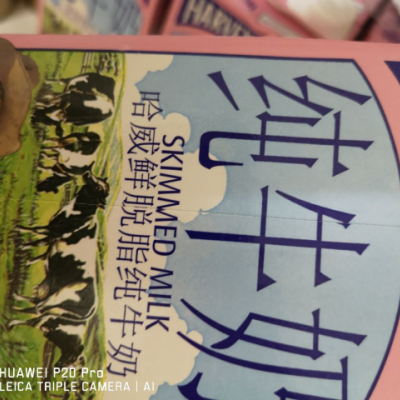 HARVE
纯牛奶
SKIMMED MILK
哈威鲜脱脂纯牛奶
HUAWEI P20 Pro
LEICA TRIPLE CAMERA | AI